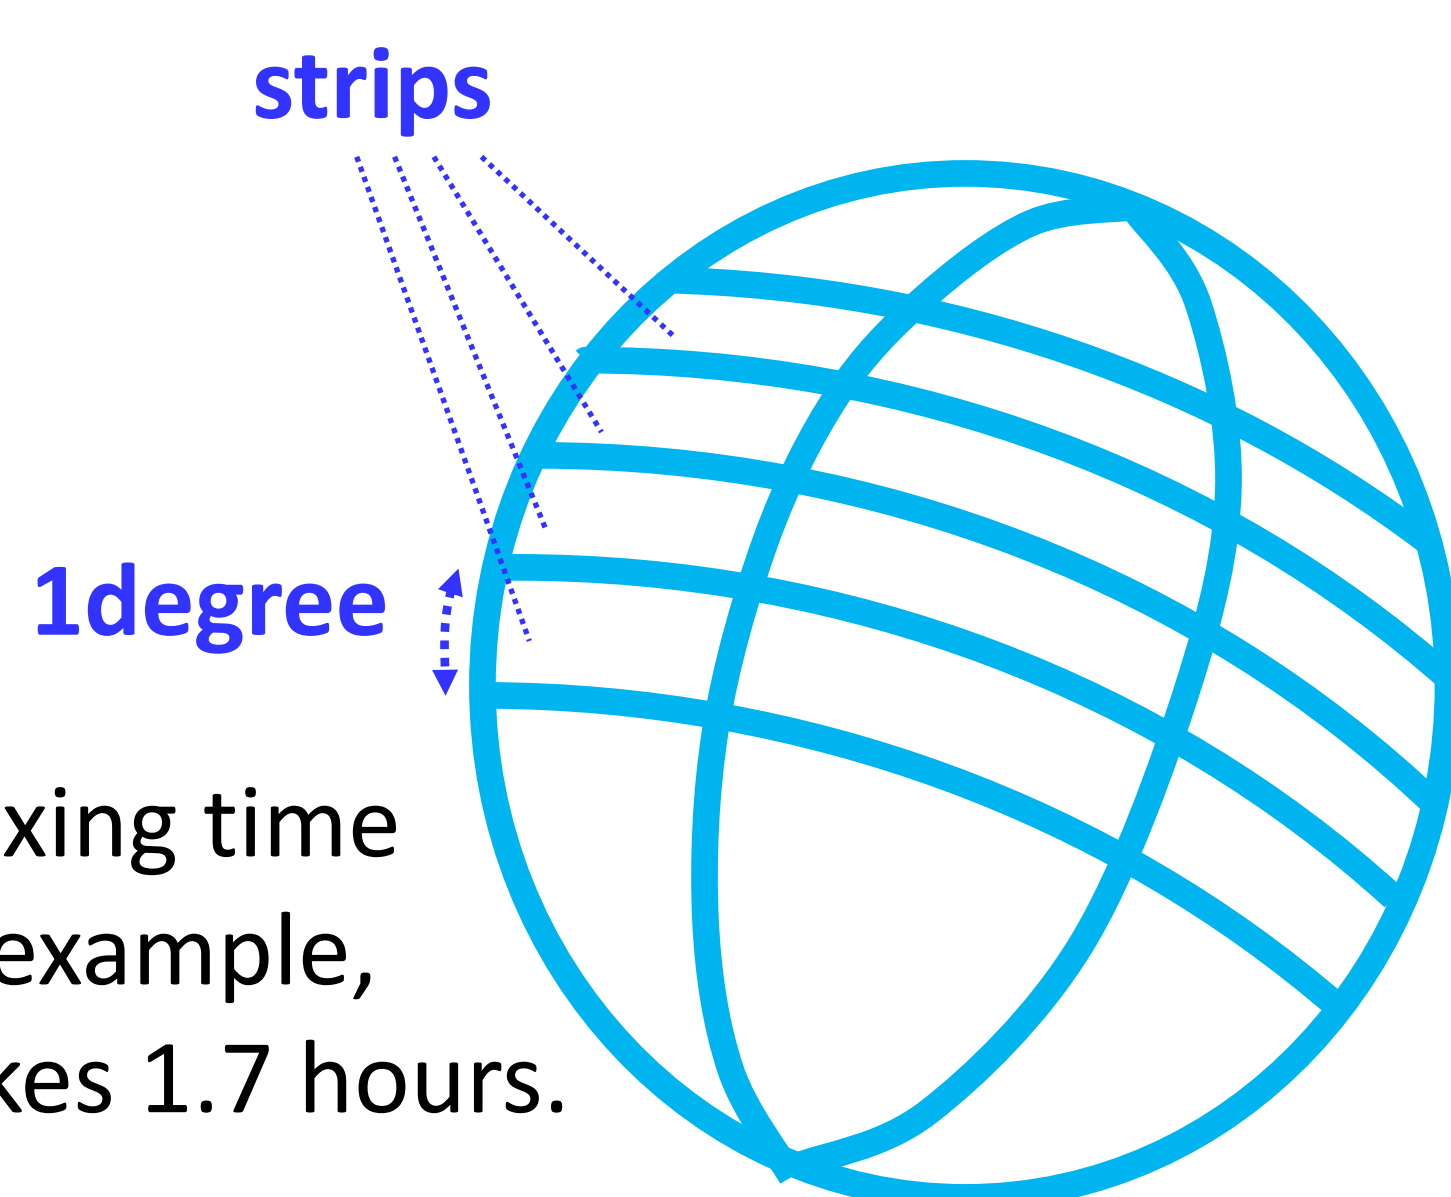 strips
1degree
xing time
example,
kes 1.7 hours.